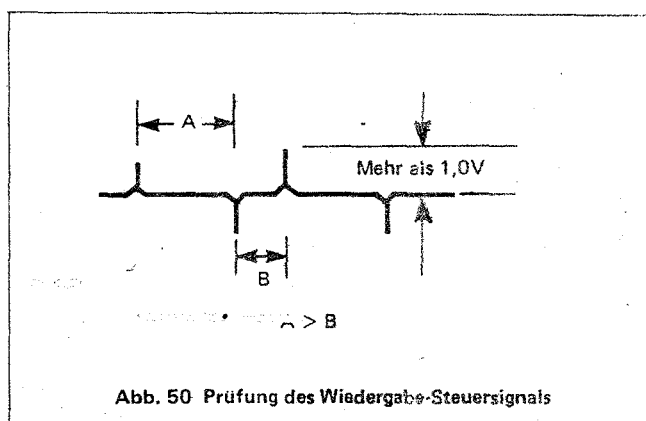 A
Mehr als 1,0V
B
A > B
Abb. 50 Prüfung des Wiedergabe-Steuersignals